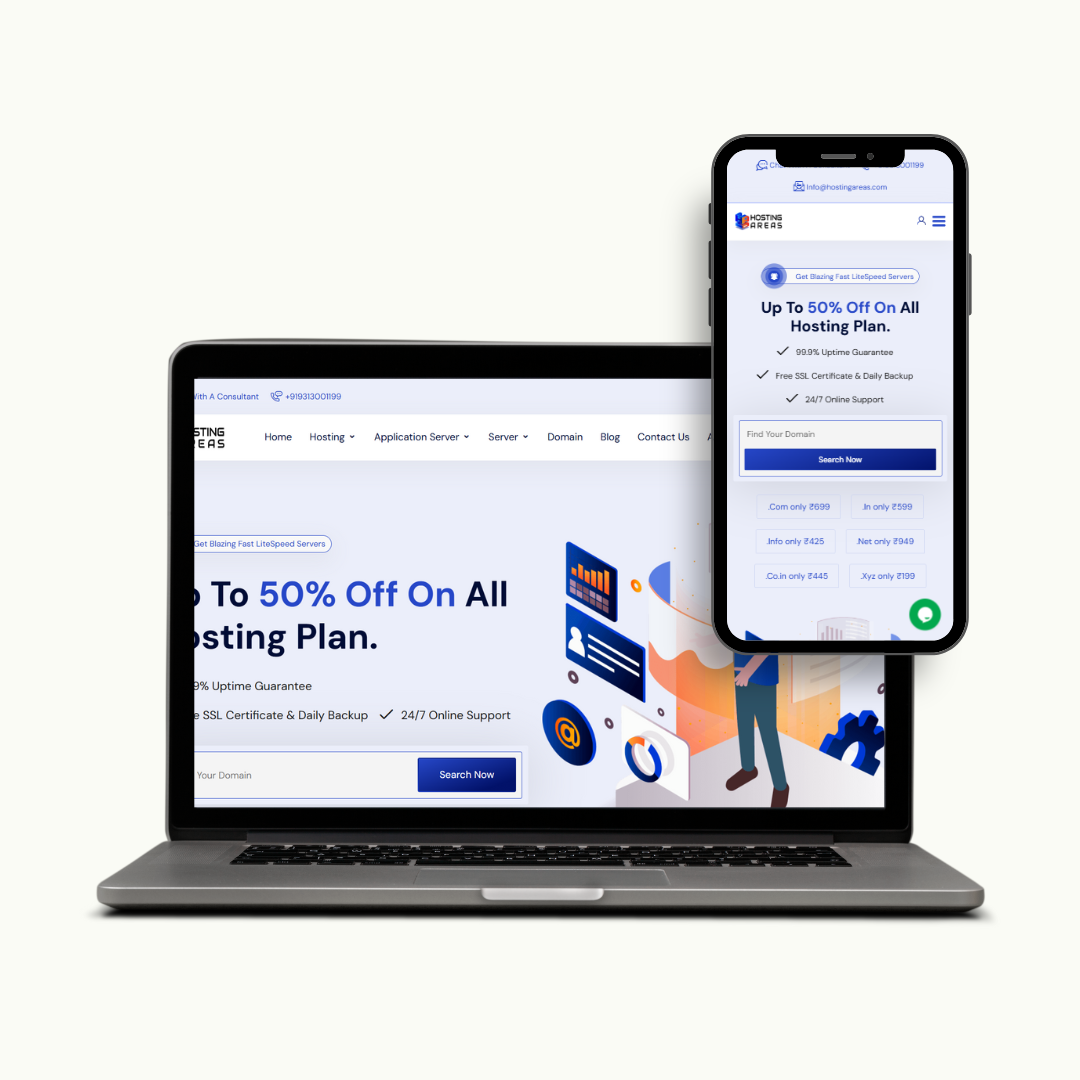 With A Consultant +919313001199
STING
EAS
Home Hosting Application Server Server Domain Blog Contact Us
Get Blazing Fast LiteSpeed Servers
To 50% Off On All
osting Plan.
9% Uptime Guarantee
e SSL Certificate & Daily Backup 24/7 Online Support
Your Domain Search Now
1199
Info@hostingareas.com
HOSTING
AREAS
Get Blazing Fast LiteSpeed Servers
Up To 50% Off On All
Hosting Plan.
99.9% Uptime Guarantee
Free SSL Certificate & Daily Backup
24/7 Online Support
Find Your Domain
Search Now
.Com only ₹699 .In only ₹599
.Info only ₹425 .Net only ₹949
.Co.in only ₹445 .Xyz only ₹199